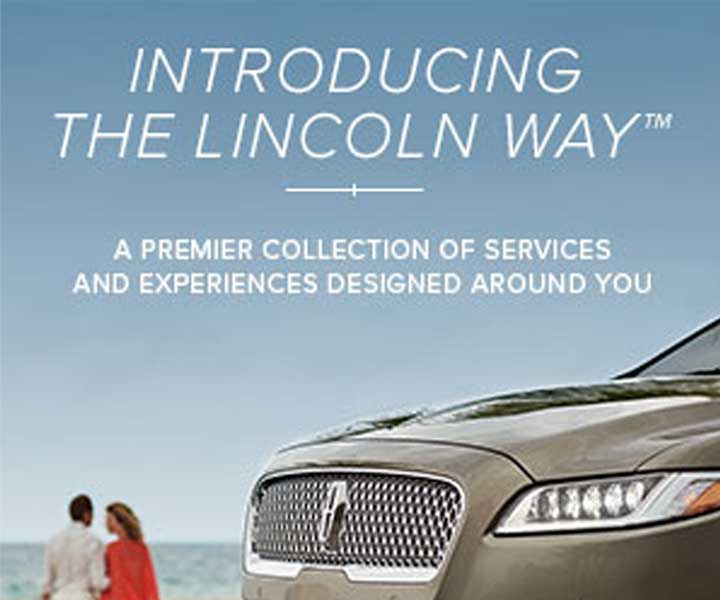 INTRODUCING
THE LINCOLN WAY™
A PREMIER COLLECTION OF SERVICES
AND EXPERIENCES DESIGNED AROUND YOU